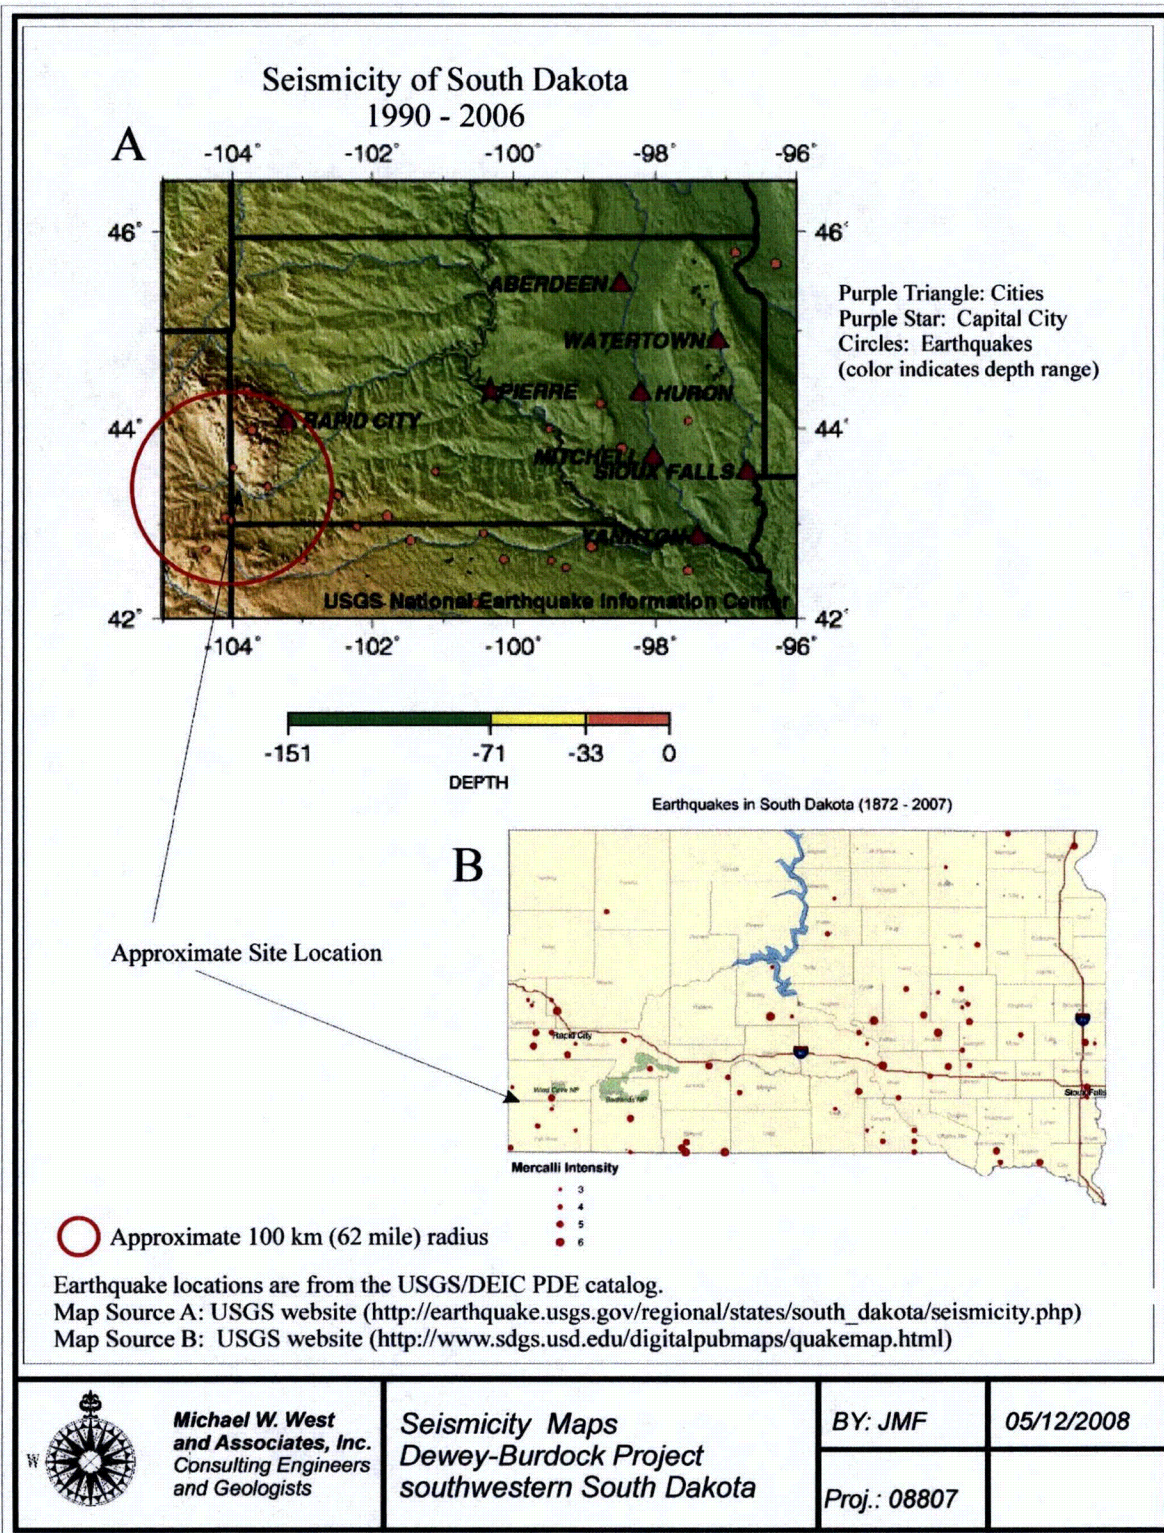 Seismicity of South Dakota
1990 - 2006
A
-104° -102° -100° -98° -96°
46° 46°
ABERDEEN
WATERTOWN
PIERRE HURON
RAPID CITY
44° 44°
MITCHELL
SIOUX FALLS
YANKTON
USGS National Earthquake Information Center
42° 42°
-104° -102° -100° -98° -96°
Purple Triangle: Cities
Purple Star: Capital City
Circles: Earthquakes
(color indicates depth range)
-151 -71 -33 0
DEPTH
Earthquakes in South Dakota (1872 - 2007)
B
Approximate Site Location
Rapid City
Wind Cave NP
Badlands NP
Sioux Falls
Mercalli Intensity
3
4
5
6
Approximate 100 km (62 mile) radius
Earthquake locations are from the USGS/DEIC PDE catalog.
Map Source A: USGS website (http://earthquake.usgs.gov/regional/states/south_dakota/seismicity.php)
Map Source B: USGS website (http://www.sdgs.usd.edu/digitalpubmaps/quakemap.html)
W
Michael W. West
and Associates, Inc.
Consulting Engineers
and Geologists
Seismicity Maps
Dewey-Burdock Project
southwestern South Dakota
BY: JMF
05/12/2008
Proj.: 08807